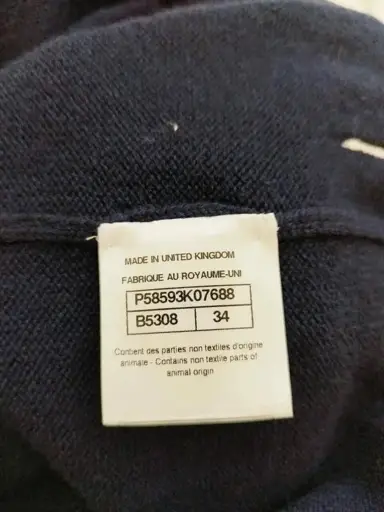 MADE IN UNITED KINGDOM
FABRIQUE AU ROYAUME-UNI
P58593K07688
B5308 34
Contient des parties non textiles d'origine
animale - Contains non textile parts of
animal origin